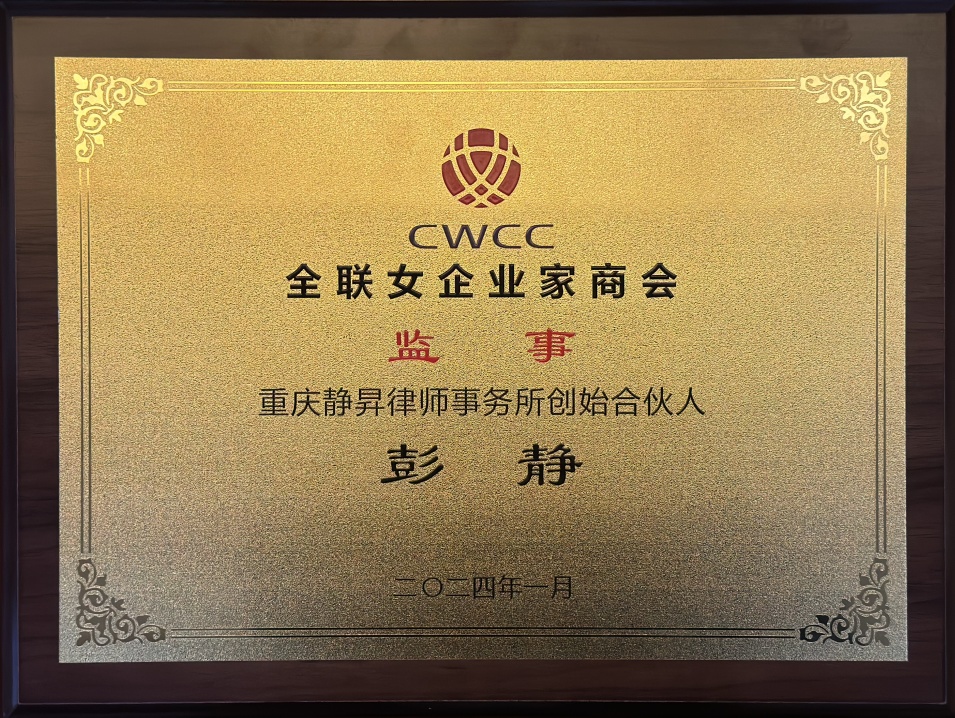 CWCC
全联女企业家商会
监 事
重庆静昇律师事务所创始合伙人
彭 静
二〇二四年一月